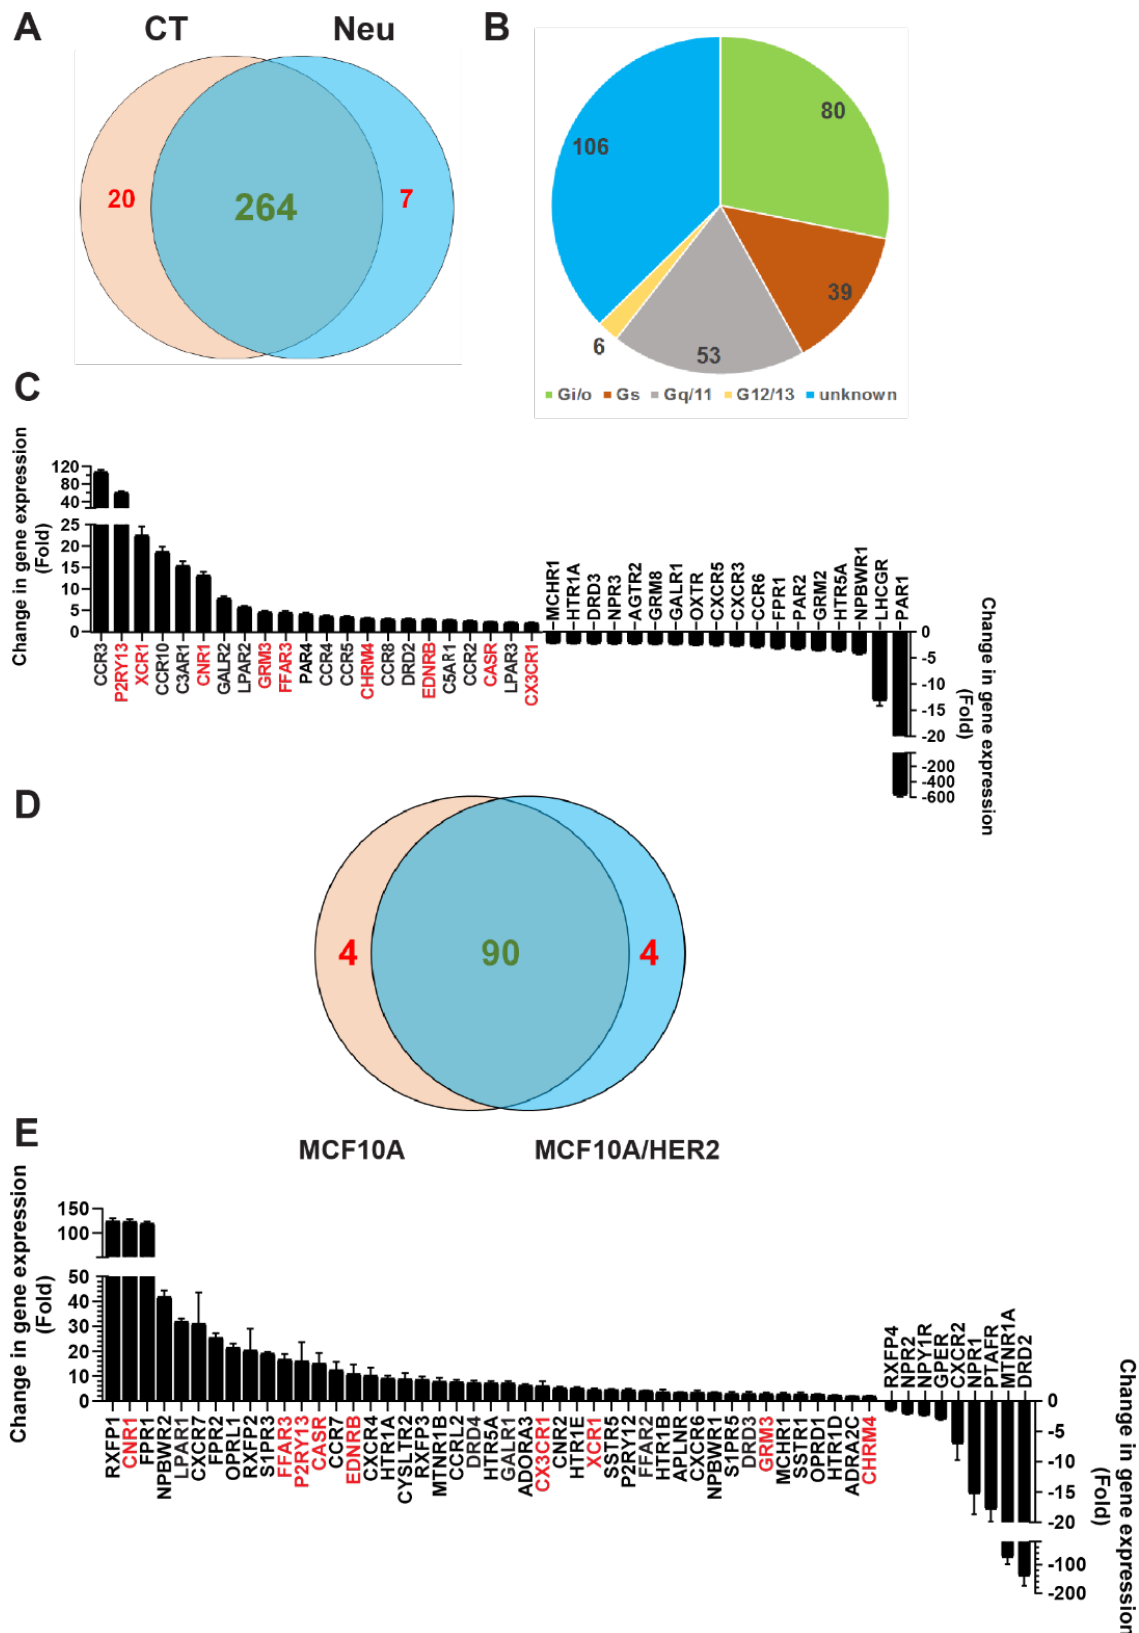 A
CT
Neu
20
264
7
B
80
106
39
6
53
Gi/o Gs Gq/11 G12/13 unknown
C
Change in gene expression
(Fold)
120
80
40
25
20
15
10
5
0
CCR3
P2RY13
XCR1
CCR10
C3AR1
CNR1
GALR2
LPAR2
GRM3
FFAR3
PAR4
CCR4
CCR5
CHRM4
CCR8
DRD2
EDNRB
C5AR1
CCR2
CASR
LPAR3
CX3CR1
MCHR1
HTR1A
DRD3
NPR3
AGTR2
GRM8
GALR1
OXTR
CXCR5
CXCR3
CCR6
FPR1
PAR2
GRM2
HTR5A
NPBWR1
LHCGR
PAR1
0
-5
-10
-15
-20
-200
-400
-600
Change in gene expression
(Fold)
D
4
90
4
MCF10A
MCF10A/HER2
E
Change in gene expression
(Fold)
150
100
50
40
30
20
10
0
RXFP1
CNR1
FPR1
NPBWR2
LPAR1
CXCR7
FPR2
OPRL1
RXFP2
S1PR3
FFAR3
P2RY13
CASR
CCR7
EDNRB
CXCR4
HTR1A
CYSLTR2
RXFP3
MTNR1B
CCRL2
DRD4
HTR5A
GALR1
ADORA3
CX3CR1
CNR2
HTR1E
XCR1
SSTR5
P2RY12
FFAR2
HTR1B
APLNR
CXCR6
NPBWR1
S1PR5
DRD3
GRM3
MCHR1
SSTR1
OPRD1
HTR1D
ADRA2C
CHRM4
RXFP4
NPR2
NPY1R
GPER
CXCR2
NPR1
PTAFR
MTNR1A
DRD2
0
-5
-10
-15
-20
-100
-200
Change in gene expression
(Fold)